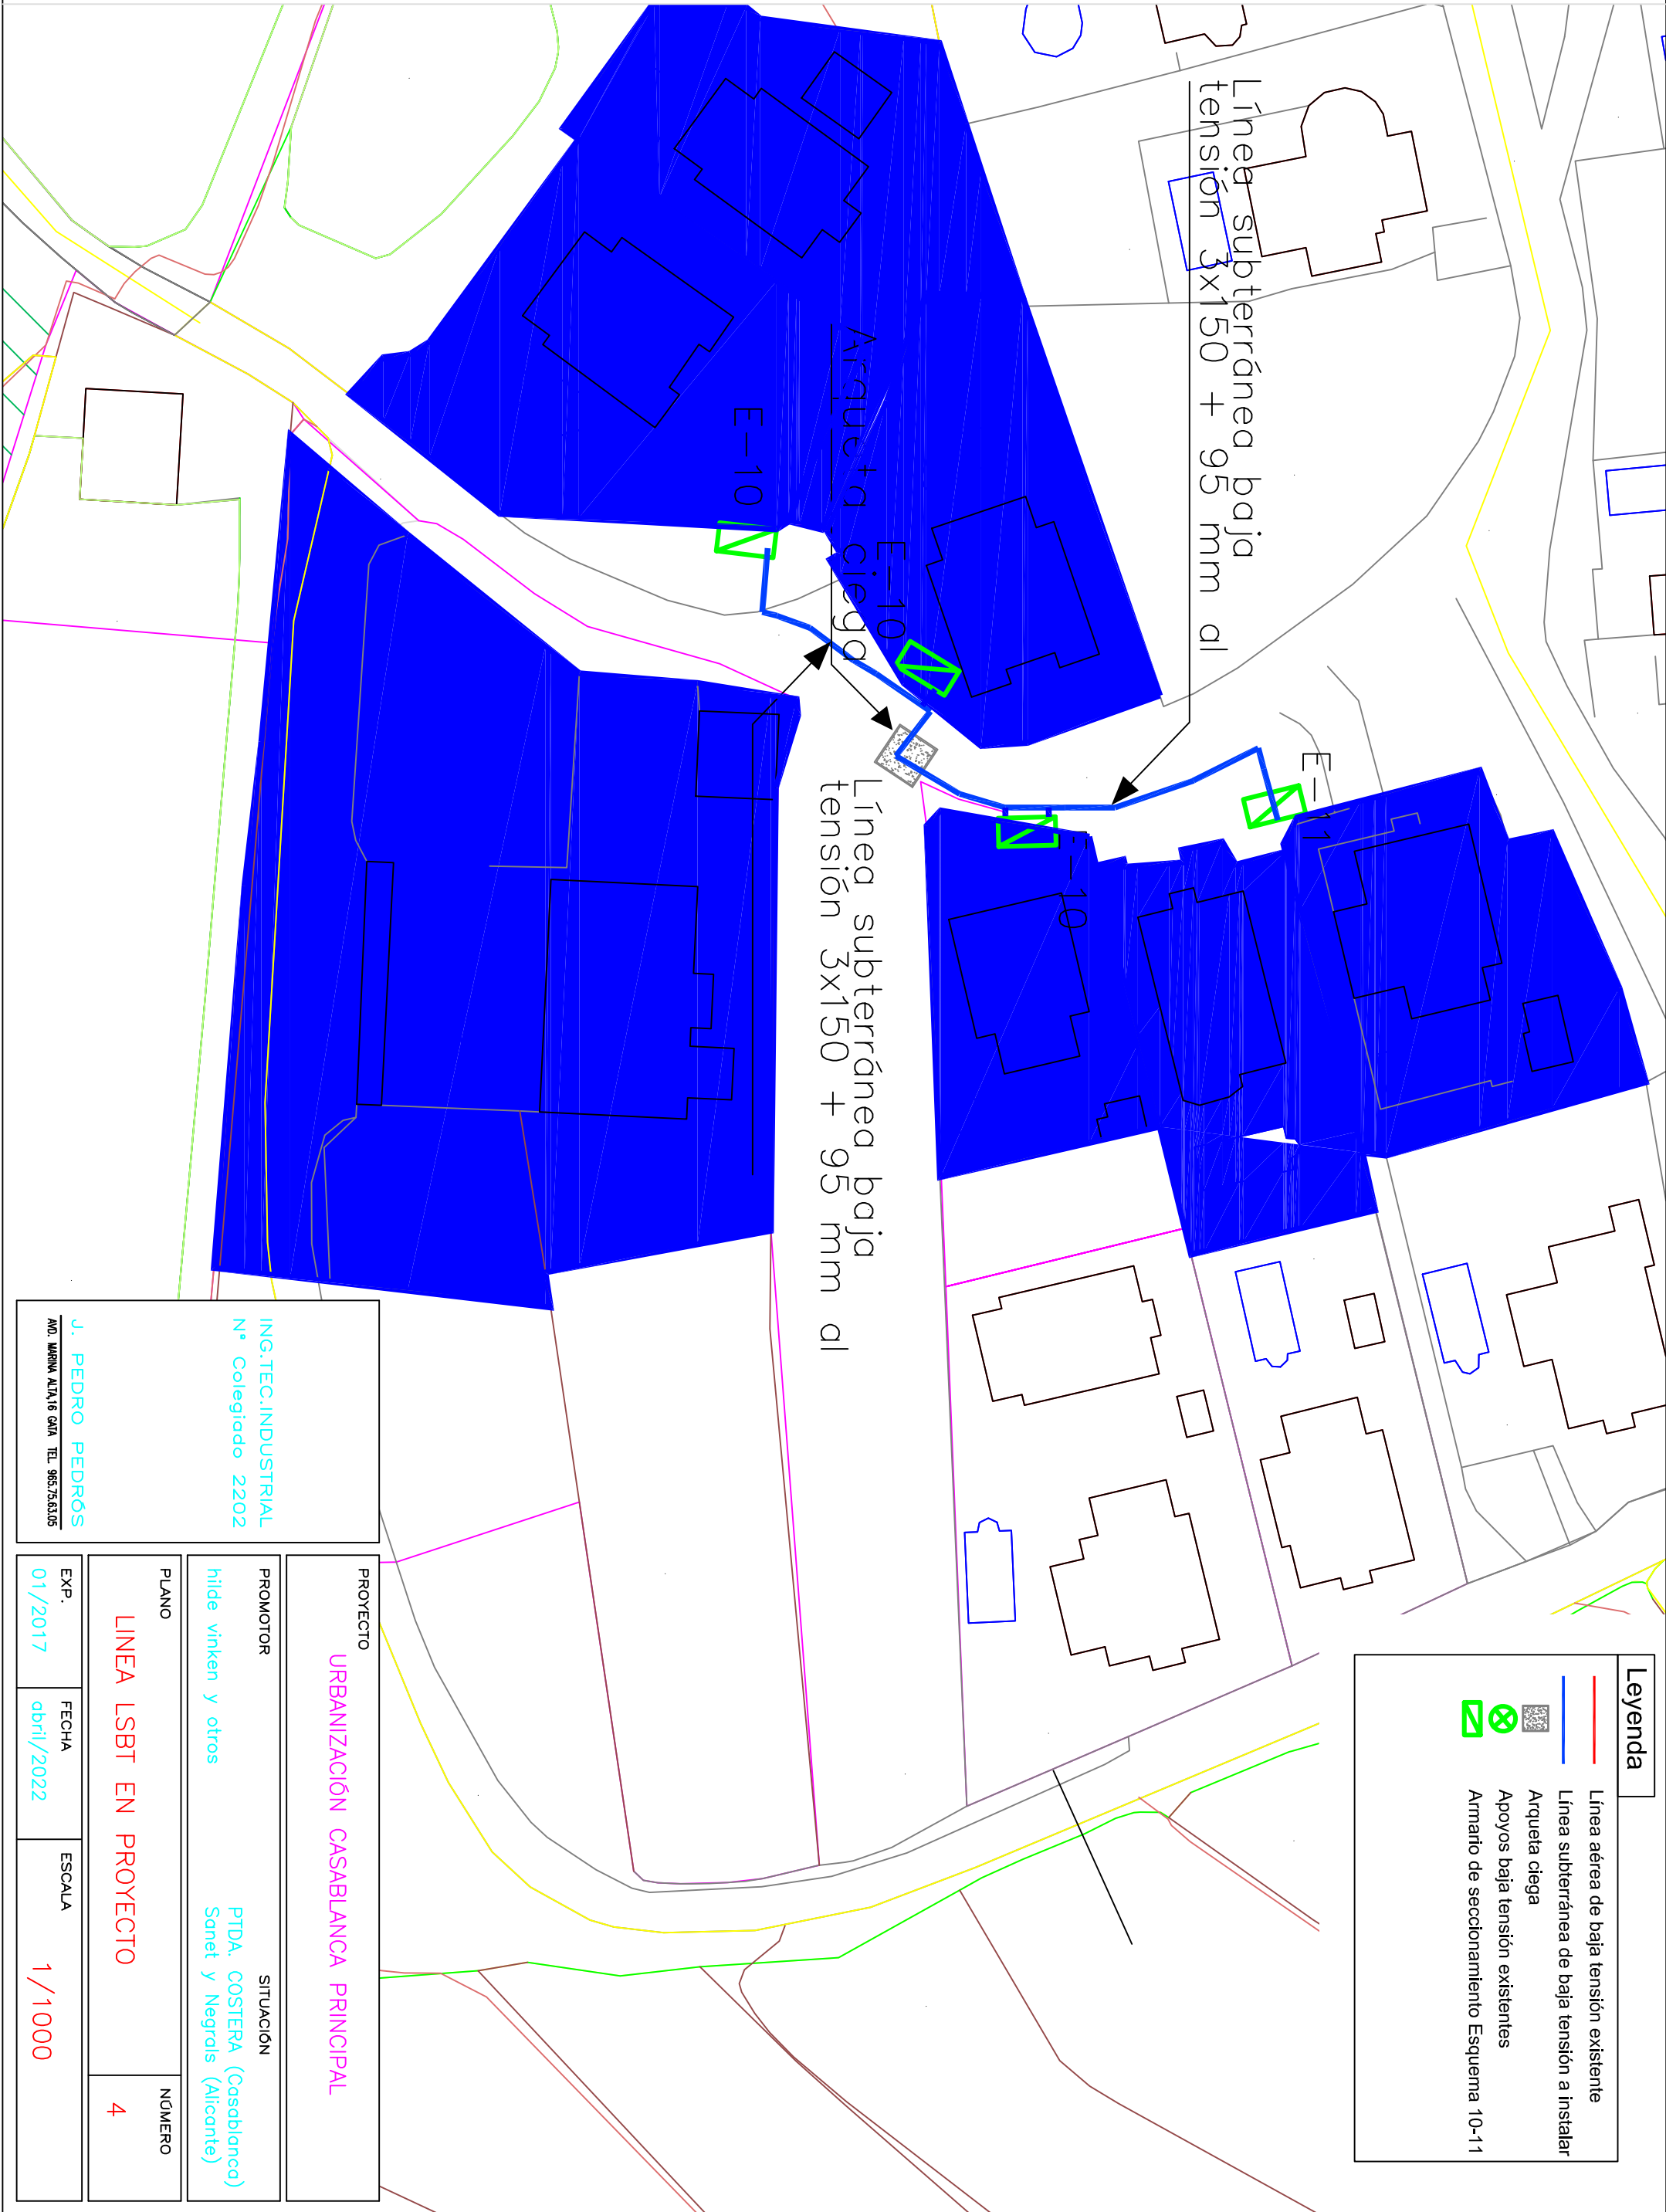 Línea subterránea baja
tensión 3x150 + 95 mm al
Arqueta ciega
E-10
E-10
E-11
E-10
Línea subterránea baja
tensión 3x150 + 95 mm al
Leyenda
Línea aérea de baja tensión existente
Línea subterránea de baja tensión a instalar
Arqueta ciega
Apoyos baja tensión existentes
Armario de seccionamiento Esquema 10-11
ING.TEC.INDUSTRIAL
Nº Colegiado 2202
J. PEDRO PEDRÓS
AVD. MARINA ALTA,16 GATA TEL. 965.75.63.05
PROYECTO
URBANIZACIÓN CASABLANCA PRINCIPAL
PROMOTOR
hilde vinken y otros
SITUACIÓN
PTDA. COSTERA (Casablanca)
Sanet y Negrals (Alicante)
PLANO
LINEA LSBT EN PROYECTO
NÚMERO
4
EXP.
01/2017
FECHA
abril/2022
ESCALA
1/1000